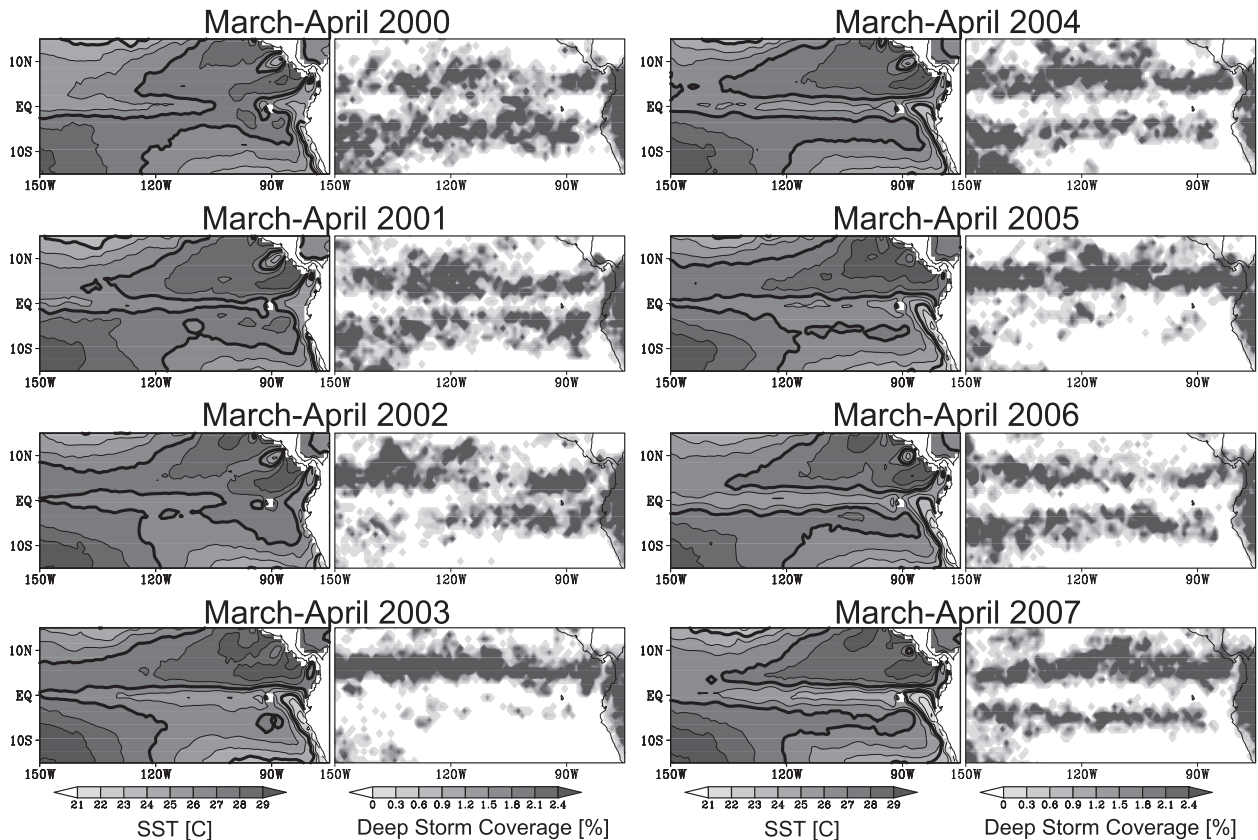 March-April 2000
March-April 2004
10N
EQ
10S
150W 120W 90W 150W 120W 90W
10N
EQ
10S
150W 120W 90W 150W 120W 90W
March-April 2001
March-April 2005
10N
EQ
10S
150W 120W 90W 150W 120W 90W
10N
EQ
10S
150W 120W 90W 150W 120W 90W
March-April 2002
March-April 2006
10N
EQ
10S
150W 120W 90W 150W 120W 90W
10N
EQ
10S
150W 120W 90W 150W 120W 90W
March-April 2003
March-April 2007
10N
EQ
10S
150W 120W 90W 150W 120W 90W
10N
EQ
10S
150W 120W 90W 150W 120W 90W
21 22 23 24 25 26 27 28 29
SST [C]
0 0.3 0.6 0.9 1.2 1.5 1.8 2.1 2.4
Deep Storm Coverage [%]
21 22 23 24 25 26 27 28 29
SST [C]
0 0.3 0.6 0.9 1.2 1.5 1.8 2.1 2.4
Deep Storm Coverage [%]